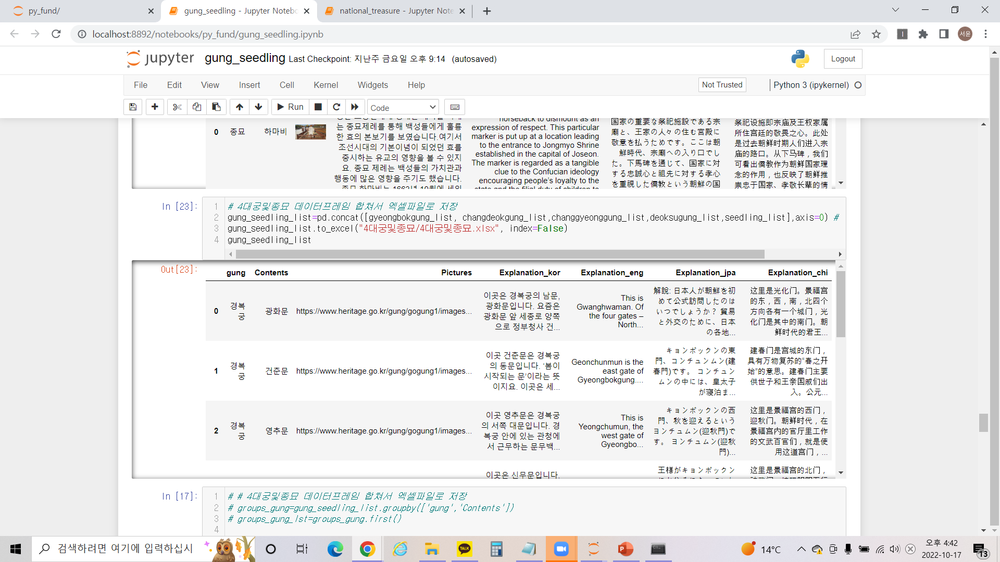 py_fund/
gung_seedling - Jupyter Notebo
national_treasure - Jupyter Note
localhost:8892/notebooks/py_fund/gung_seedling.ipynb
서윤
jupyter gung_seedling Last Checkpoint: 지난주 금요일 오후 9:14 (autosaved)
Logout
File Edit View Insert Cell Kernel Widgets Help
Not Trusted
Python 3 (ipykernel)
Run
Code
0 종묘 하마비
는 종묘제례를 통해 백성들에게 훌륭
한 효의 본보기를 보였습니다.여기서
조선시대의 기본이념이 되었던 효를
중시하는 유교의 영향을 볼 수 있지
요. 종묘 제례는 백성들의 가치관과
행동에 많은 영향을 주기도 했습니다.
horseback to dismount as an
expression of respect. This particular
marker is put up at a location leading
to the entrance to Jongmyo Shrine
established in the capital of Joseon.
The marker is regarded as a tangible
clue to the Confucian ideology
encouraging people's loyalty to the
state and the filial duty of children to
国家の重要な祭祀施設である宗
廟と、王家の人々の住む宮殿に
敬意を払うためです。ここは朝
鮮時代、宗廟への入り口でし
た。下馬碑を通じて、国家に対
する忠誠心と祖先に対する孝心
を重視した儒教という朝鮮の国
祭祀设施即宗庙及王权家属
所住宫廷的敬畏之心。此处
是过去朝鲜时期人们进入宗
庙的路口。从下马碑，我们
可看出儒教作为朝鲜国家理
念的作用，也反映了朝鲜推
崇忠于国家、孝敬长辈的情
In [23]:
1 # 4대궁및종묘 데이터프레임 합쳐서 엑셀파일로 저장
2 gung_seedling_list=pd.concat([gyeongbokgung_list, changdeokgung_list,changgyeonggung_list,deoksugung_list,seedling_list],axis=0) #
3 gung_seedling_list.to_excel("4대궁및종묘/4대궁및종묘.xlsx", index=False)
4 gung_seedling_list
Out[23]:
gung Contents Pictures Explanation_kor Explanation_eng Explanation_jpa Explanation_chi
0
경복
궁
광화문
https://www.heritage.go.kr/gung/gogung1/images...
이곳은 경복궁의 남문,
광화문입니다. 요즘은
광화문 앞 세종로 양쪽
으로 정부청사 건...
This is
Gwanghwaman. Of
the four gates –
North...
解說: 日本人が朝鮮を初
めて公式訪問したのは
いつでしょうか？ 貿易
と外交のために、日本
の各地...
这里是光化门。景福宫
的东，西，南，北四个
方向各有一个城门，光
化门是其中的南门。朝
鲜时代的君王...
1
경복
궁
건준문
https://www.heritage.go.kr/gung/gogung1/images...
이곳 건준문은 경복궁
의 동문입니다. ‘봄이
시작되는 문’이라는 뜻
이지요. 이곳은 세...
Geonchunmun is the
east gate of
Gyeongbokgung....
キョンボックンの東
門、コンチュンムン(建
春門)です。 コンチュン
ムンの中には、皇太子
が寝泊ま...
建春门是宫城的东门，
具有万物复苏的“春之开
始”的意思。建春门主要
供世子和王亲国戚们出
入。公元...
2
경복
궁
영추문
https://www.heritage.go.kr/gung/gogung1/images...
이곳 영추문은 경복궁
의 서쪽 대문입니다. 경
복궁 안에 있는 관청에
서 근무하는 문무백...
This is
Yeongchumun, the
west gate of
Gyeongbo...
キョンボックンの西
門、秋を迎えるという
ヨンチュムン(迎秋門)で
す。 ヨンチュムン(迎秋
門)...
这里是景福宫的西门，
迎秋门。朝鲜时代，在
景福宫内的官厅里工作
的文武百官们，就是使
用这道宫门，...
이곳은 신무문입니다.
王様がキョンボックン
这里是景福宫的北门，
In [17]:
1 # # 4대궁및종묘 데이터프레임 합쳐서 엑셀파일로 저장
2 # groups_gung=gung_seedling_list.groupby(['gung','Contents'])
3 # groups_gung_lst=groups_gung.first()
4
검색하려면 여기에 입력하십시
TALK
14°C
오후 4:42
2022-10-17
13